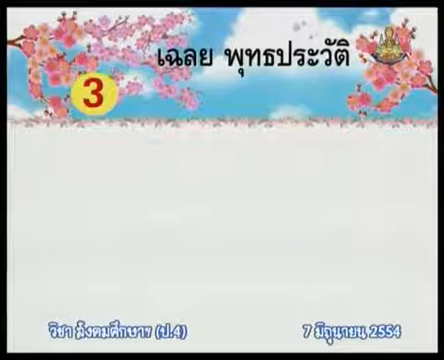 เฉลย พุทธประวัติ
3
วิชา สังคมศึกษาฯ (ป.4)
7 มิถุนายน 2554